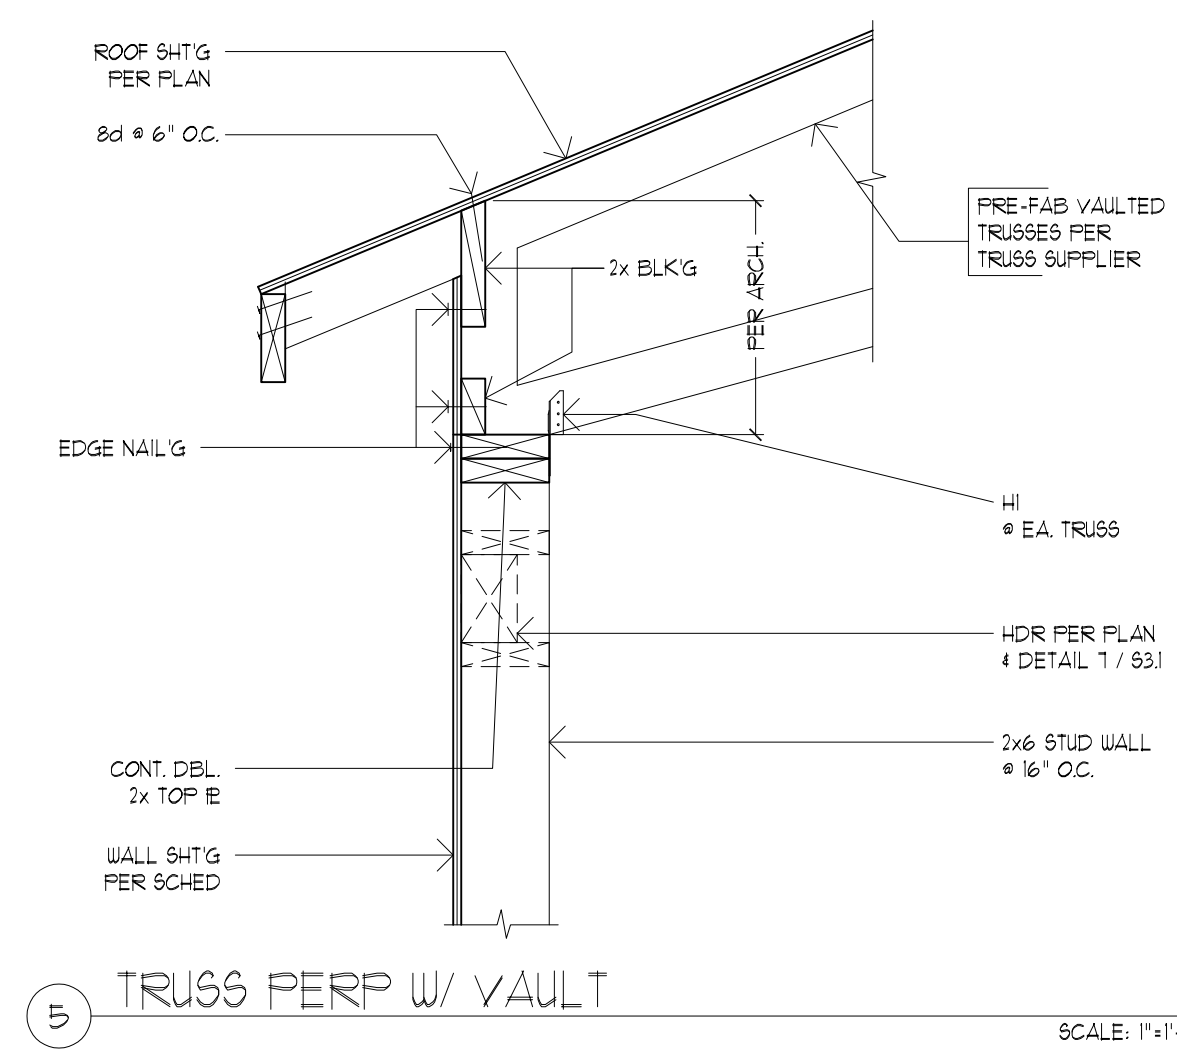 ROOF SHT'G
PER PLAN
8d @ 6" O.C.
PRE-FAB VAULTED
TRUSSES PER
TRUSS SUPPLIER
2x BLK'G
PER ARCH.
EDGE NAIL'G
H1
@ EA. TRUSS
HDR PER PLAN
& DETAIL 7 / S3.1
2x6 STUD WALL
@ 16" O.C.
CONT. DBL.
2x TOP PL
WALL SHT'G
PER SCHED
5
TRUSS PERP W/ VAULT
SCALE: 1"=1'-